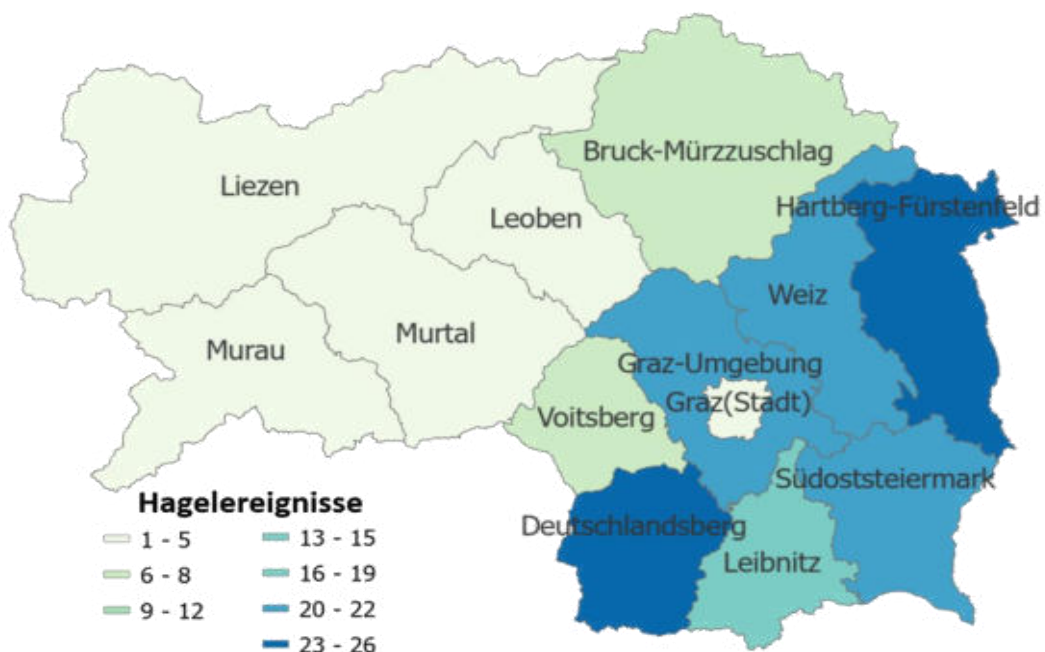 Bruck-Mürzzuschlag
Liezen
Hartberg-Fürstenfeld
Leoben
Weiz
Murtal
Murau
Graz-Umgebung
Graz(Stadt)
Voitsberg
Südoststeiermark
Deutschlandsberg
Leibnitz
Hagelereignisse
1 - 5
6 - 8
9 - 12
13 - 15
16 - 19
20 - 22
23 - 26